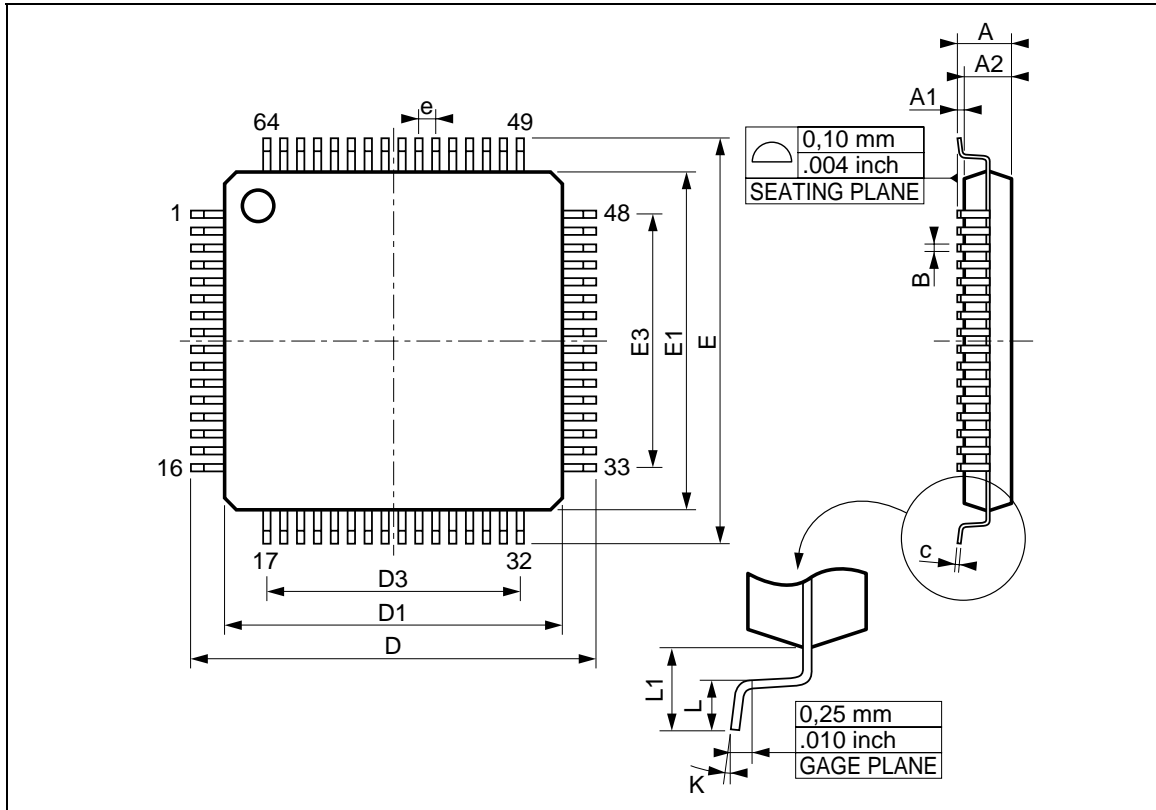 A
A2
A1
e
64
49
0,10 mm
.004 inch
SEATING PLANE
1
48
B
E3
E1
E
16
33
17
32
D3
D1
D
c
L1
L
0,25 mm
.010 inch
GAGE PLANE
K